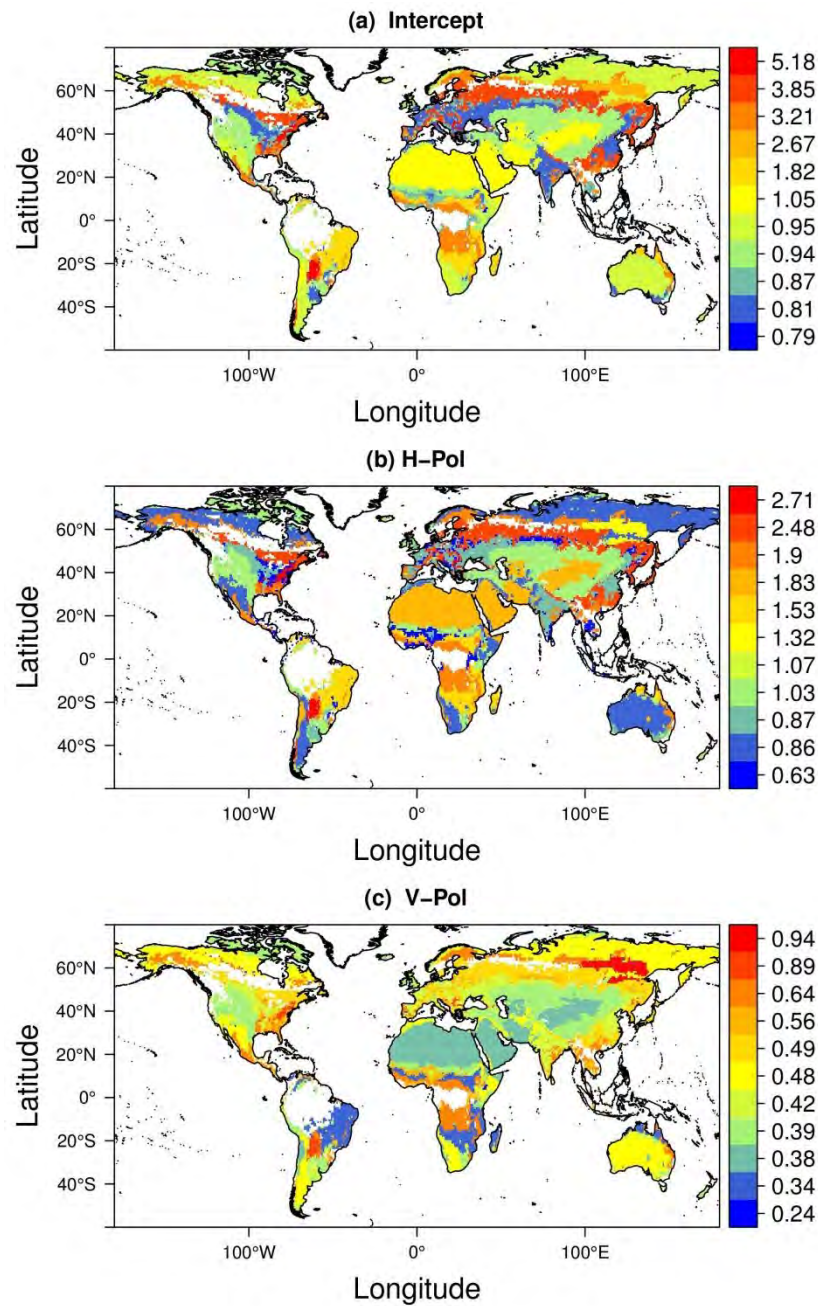 (a) Intercept
60°N
40°N
20°N
0°
20°S
40°S
Latitude
100°W
0°
100°E
Longitude
5.18
3.85
3.21
2.67
1.82
1.05
0.95
0.94
0.87
0.81
0.79
(b) H-Pol
60°N
40°N
20°N
0°
20°S
40°S
Latitude
100°W
0°
100°E
Longitude
2.71
2.48
1.9
1.83
1.53
1.32
1.07
1.03
0.87
0.86
0.63
(c) V-Pol
60°N
40°N
20°N
0°
20°S
40°S
Latitude
100°W
0°
100°E
Longitude
0.94
0.89
0.64
0.56
0.49
0.48
0.42
0.39
0.38
0.34
0.24